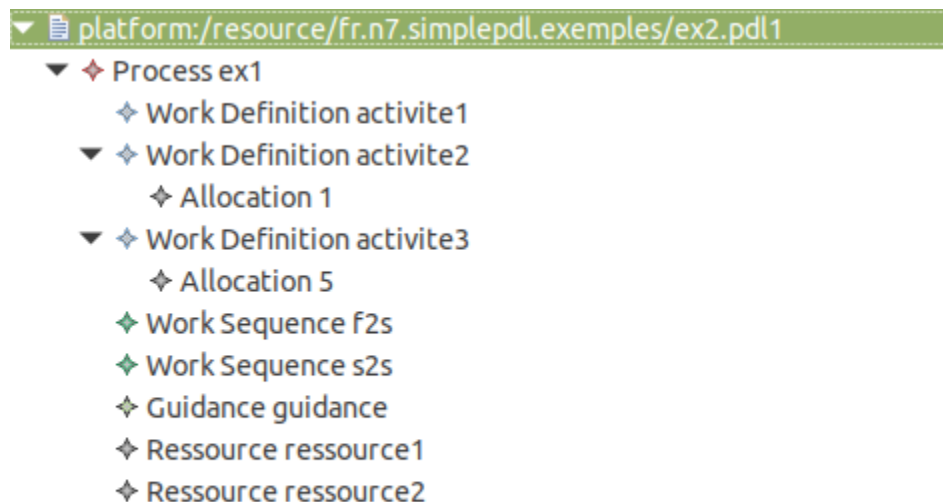 platform:/resource/fr.n7.simplepdl.exemples/ex2.pdl1
Process ex1
Work Definition activite1
Work Definition activite2
Allocation 1
Work Definition activite3
Allocation 5
Work Sequence f2s
Work Sequence s2s
Guidance guidance
Ressource ressource1
Ressource ressource2